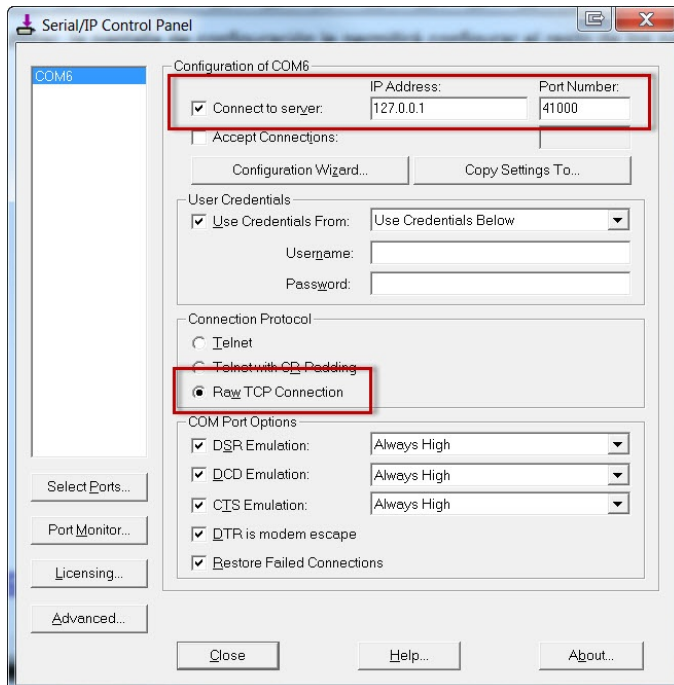 Serial/IP Control Panel
COM6
Configuration of COM6
IP Address: Port Number:
Connect to server: 127.0.0.1 41000
Accept Connections:
Configuration Wizard... Copy Settings To...
User Credentials
Use Credentials From: Use Credentials Below
Username:
Password:
Connection Protocol
Telnet
Telnet with CR Padding
Raw TCP Connection
COM Port Options
DSR Emulation: Always High
DCD Emulation: Always High
CTS Emulation: Always High
DTR is modem escape
Restore Failed Connections
Select Ports...
Port Monitor...
Licensing...
Advanced...
Close Help... About...